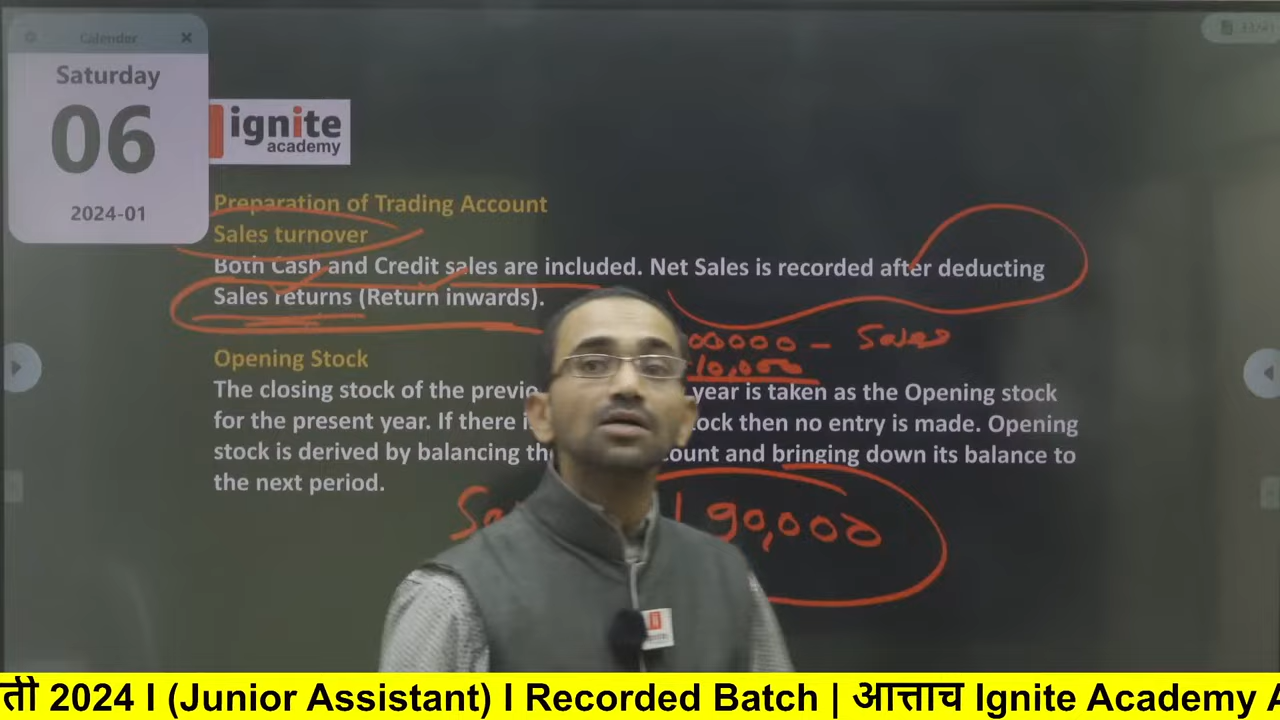 Calender
Saturday
06
2024-01
ignite
academy
Preparation of Trading Account
Sales turnover
Both Cash and Credit sales are included. Net Sales is recorded after deducting
Sales returns (Return inwards).
00000 - Sales
10,000
Opening Stock
The closing stock of the year is taken as the Opening stock
for the present year. If there then no entry is made. Opening
stock is derived by balancing and bringing down its balance to
the next period.
90,000
ती 2024 I (Junior Assistant) I Recorded Batch | आत्ताच Ignite Academy A